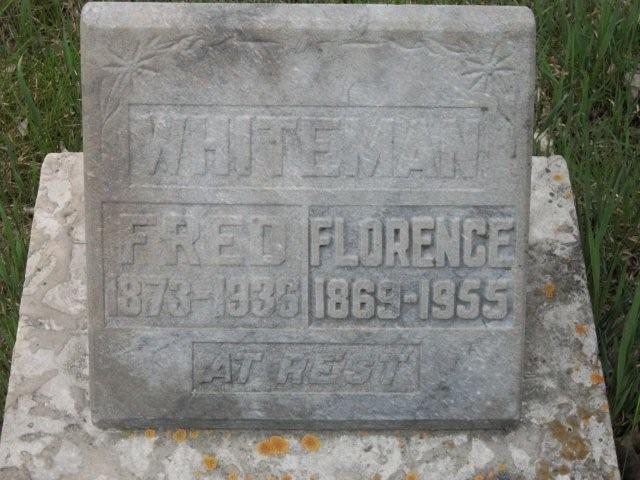 WHITEMAN
FRED FLORENCE
1873-1936 1869-1955
AT REST